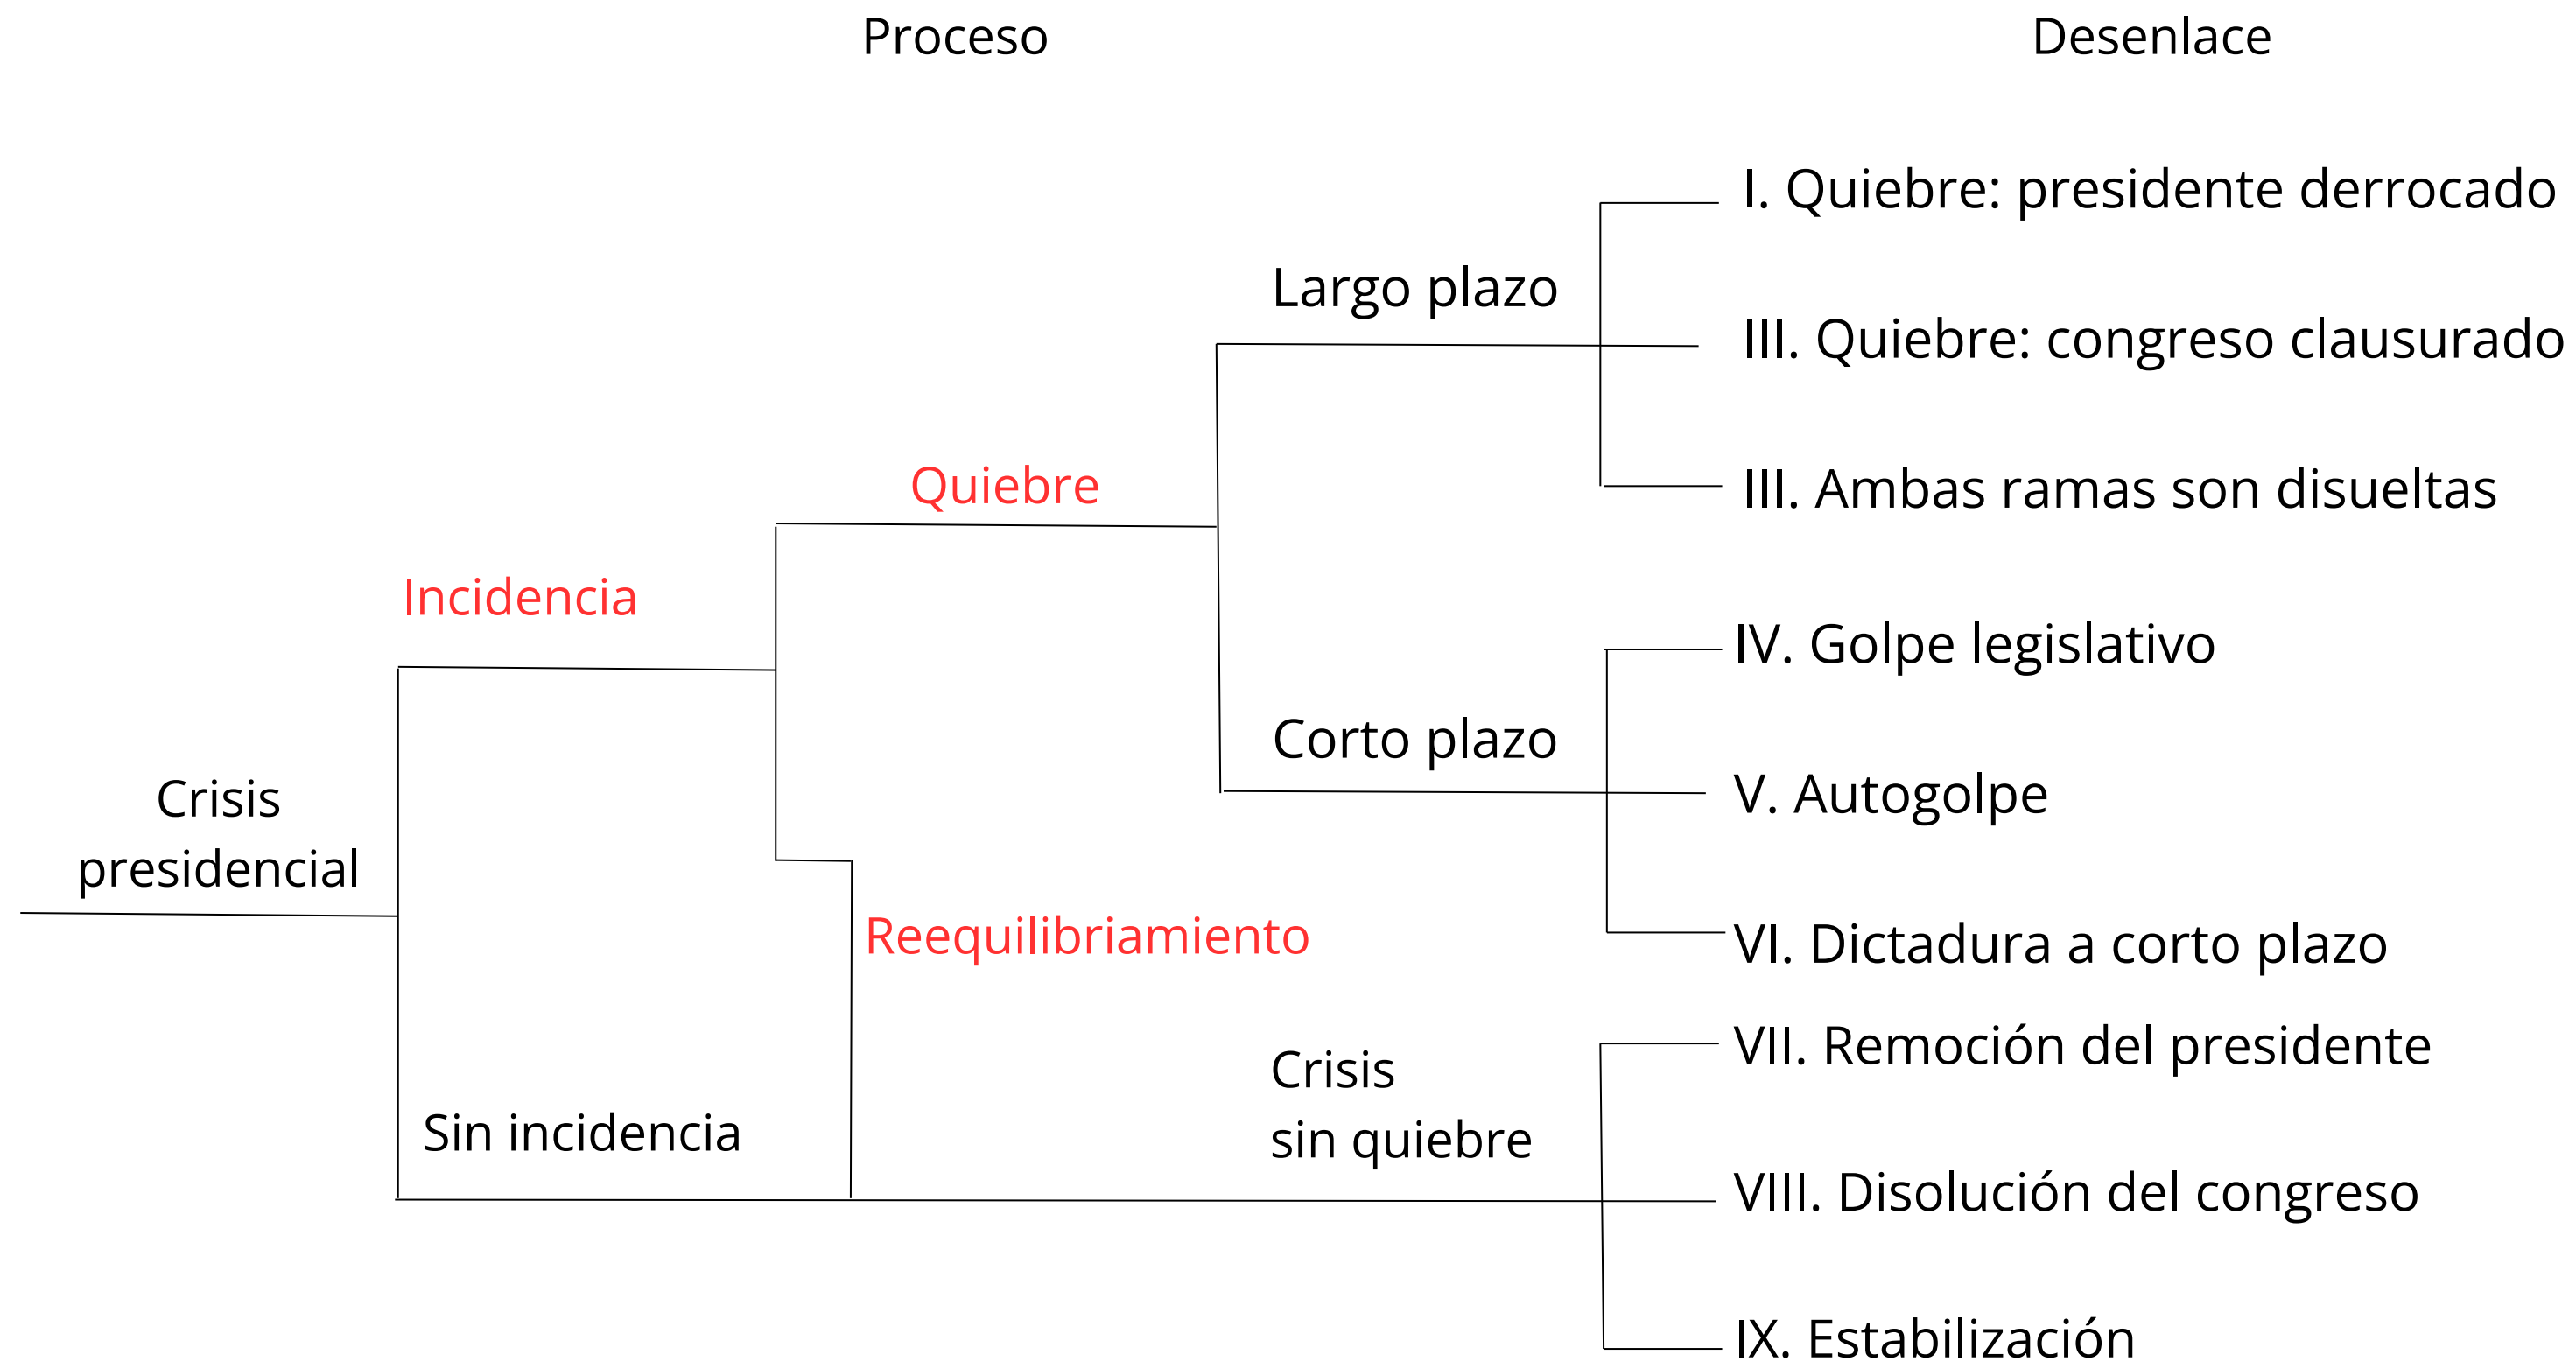 Proceso
Desenlace
I. Quiebre: presidente derrocado
Largo plazo
III. Quiebre: congreso clausurado
Quiebre
III. Ambas ramas son disueltas
Incidencia
IV. Golpe legislativo
Corto plazo
Crisis
presidencial
V. Autogolpe
Reequilibriamiento
VI. Dictadura a corto plazo
Crisis
sin quiebre
VII. Remoción del presidente
Sin incidencia
VIII. Disolución del congreso
IX. Estabilización